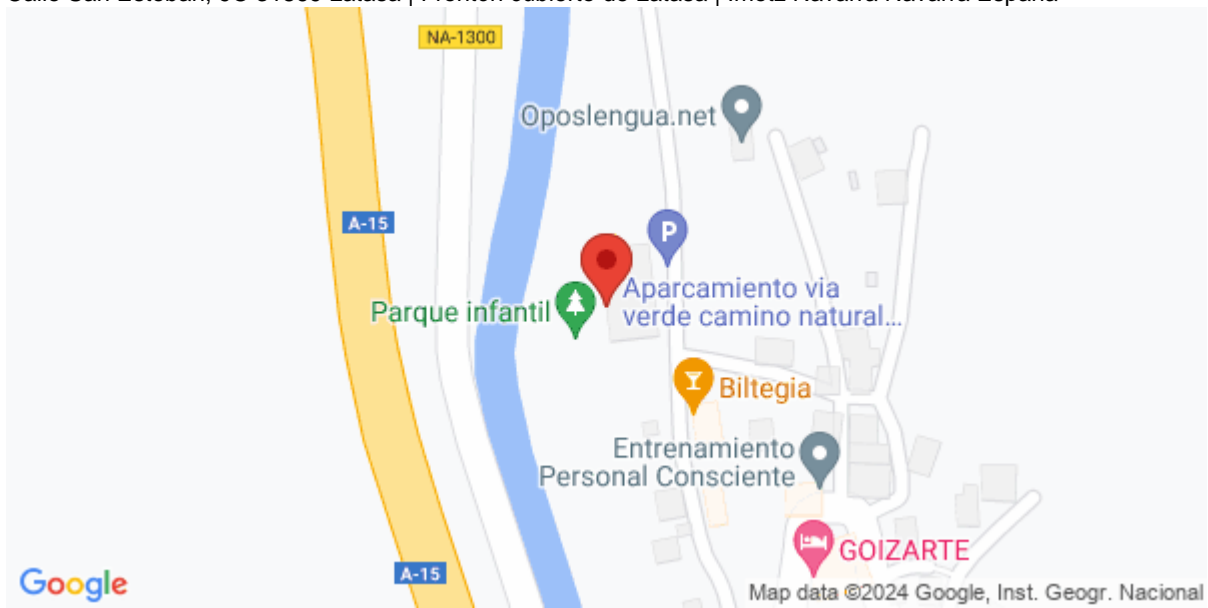 NA-1300
Oposlengua.net
A-15
P
Aparcamiento via
verde camino natural...
Parque infantil
Biltegia
Entrenamiento
Personal Consciente
GOIZARTE
A-15
Google
Map data ©2024 Google, Inst. Geogr. Nacional